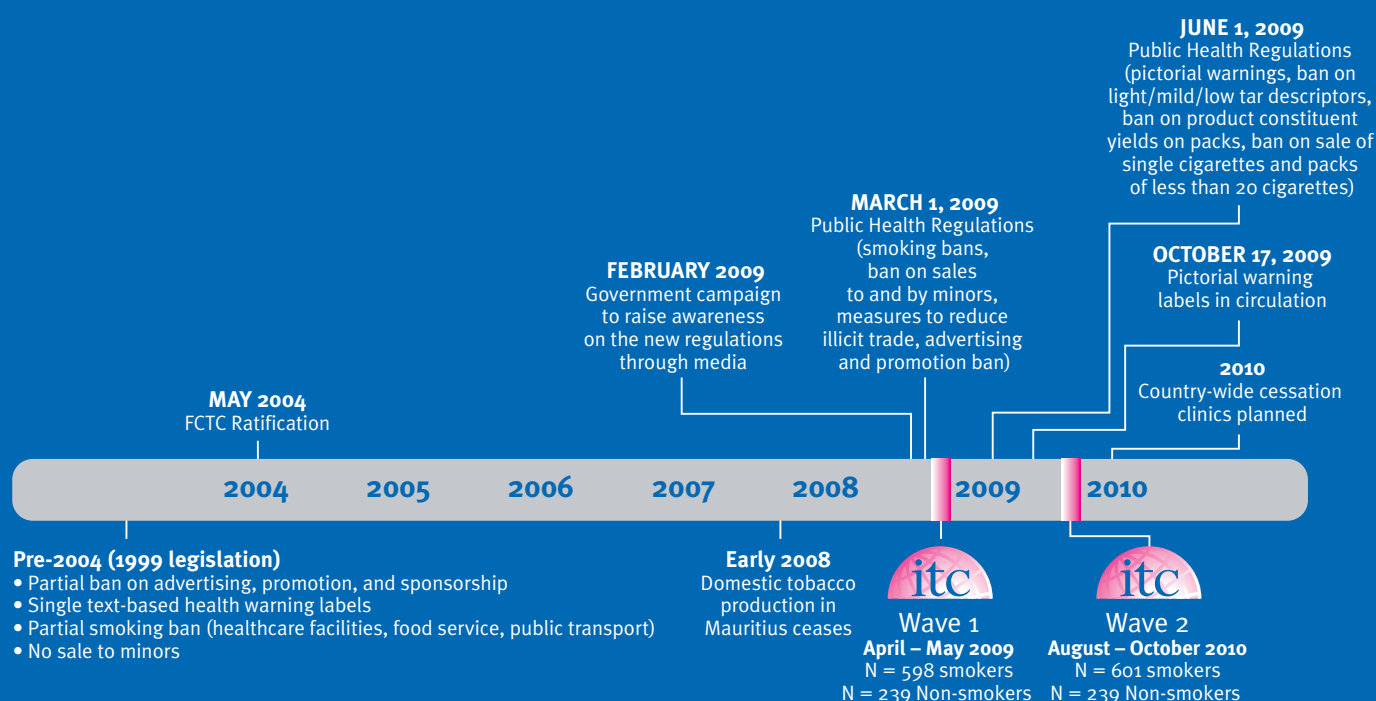 JUNE 1, 2009
Public Health Regulations
(pictorial warnings, ban on
light/mild/low tar descriptors,
ban on product constituent
yields on packs, ban on sale of
single cigarettes and packs
of less than 20 cigarettes)
MARCH 1, 2009
Public Health Regulations
(smoking bans,
ban on sales
to and by minors,
measures to reduce
illicit trade, advertising
and promotion ban)
FEBRUARY 2009
Government campaign
to raise awareness
on the new regulations
through media
OCTOBER 17, 2009
Pictorial warning
labels in circulation
2010
Country-wide cessation
clinics planned
MAY 2004
FCTC Ratification
2004 2005 2006 2007 2008 2009 2010
Pre-2004 (1999 legislation)
• Partial ban on advertising, promotion, and sponsorship
• Single text-based health warning labels
• Partial smoking ban (healthcare facilities, food service, public transport)
• No sale to minors
Early 2008
Domestic tobacco
production in
Mauritius ceases
itc
Wave 1
April – May 2009
N = 598 smokers
N = 239 Non-smokers
itc
Wave 2
August – October 2010
N = 601 smokers
N = 239 Non-smokers